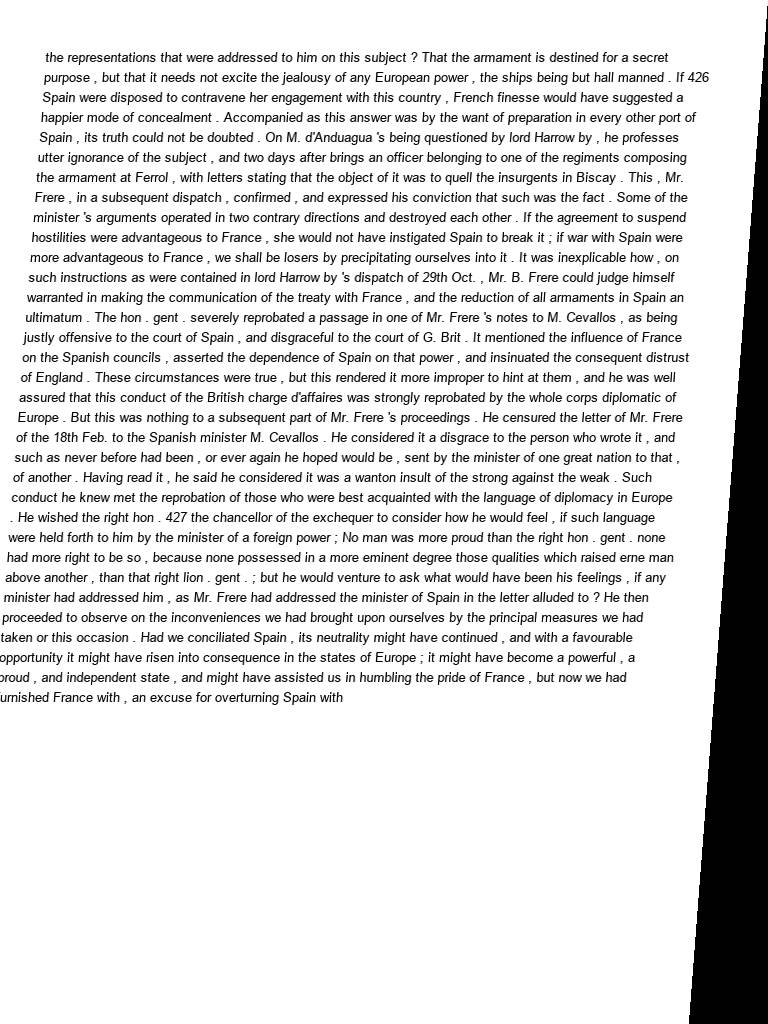 the representations that were addressed to him on this subject ? That the armament is destined for a secret
purpose , but that it needs not excite the jealousy of any European power , the ships being but hall manned . If 426
Spain were disposed to contravene her engagement with this country , French finesse would have suggested a
happier mode of concealment . Accompanied as this answer was by the want of preparation in every other port of
Spain , its truth could not be doubted . On M. d'Anduagua 's being questioned by lord Harrow by , he professes
utter ignorance of the subject , and two days after brings an officer belonging to one of the regiments composing
the armament at Ferrol , with letters stating that the object of it was to quell the insurgents in Biscay . This , Mr.
Frere , in a subsequent dispatch , confirmed , and expressed his conviction that such was the fact . Some of the
minister 's arguments operated in two contrary directions and destroyed each other . If the agreement to suspend
hostilities were advantageous to France , she would not have instigated Spain to break it ; if war with Spain were
more advantageous to France , we shall be losers by precipitating ourselves into it . It was inexplicable how , on
such instructions as were contained in lord Harrow by 's dispatch of 29th Oct. , Mr. B. Frere could judge himself
warranted in making the communication of the treaty with France , and the reduction of all armaments in Spain an
ultimatum . The hon . gent . severely reprobated a passage in one of Mr. Frere 's notes to M. Cevallos , as being
justly offensive to the court of Spain , and disgraceful to the court of G. Brit . It mentioned the influence of France
on the Spanish councils , asserted the dependence of Spain on that power , and insinuated the consequent distrust
of England . These circumstances were true , but this rendered it more improper to hint at them , and he was well
assured that this conduct of the British charge d'affaires was strongly reprobated by the whole corps diplomatic of
Europe . But this was nothing to a subsequent part of Mr. Frere 's proceedings . He censured the letter of Mr. Frere
of the 18th Feb. to the Spanish minister M. Cevallos . He considered it a disgrace to the person who wrote it , and
such as never before had been , or ever again he hoped would be , sent by the minister of one great nation to that ,
of another . Having read it , he said he considered it was a wanton insult of the strong against the weak . Such
conduct he knew met the reprobation of those who were best acquainted with the language of diplomacy in Europe
. He wished the right hon . 427 the chancellor of the exchequer to consider how he would feel , if such language
were held forth to him by the minister of a foreign power ; No man was more proud than the right hon . gent . none
had more right to be so , because none possessed in a more eminent degree those qualities which raised erne man
above another , than that right lion . gent . ; but he would venture to ask what would have been his feelings , if any
minister had addressed him , as Mr. Frere had addressed the minister of Spain in the letter alluded to ? He then
proceeded to observe on the inconveniences we had brought upon ourselves by the principal measures we had
taken or this occasion . Had we conciliated Spain , its neutrality might have continued , and with a favourable
opportunity it might have risen into consequence in the states of Europe ; it might have become a powerful , a
proud , and independent state , and might have assisted us in humbling the pride of France , but now we had
urnished France with , an excuse for overturning Spain with